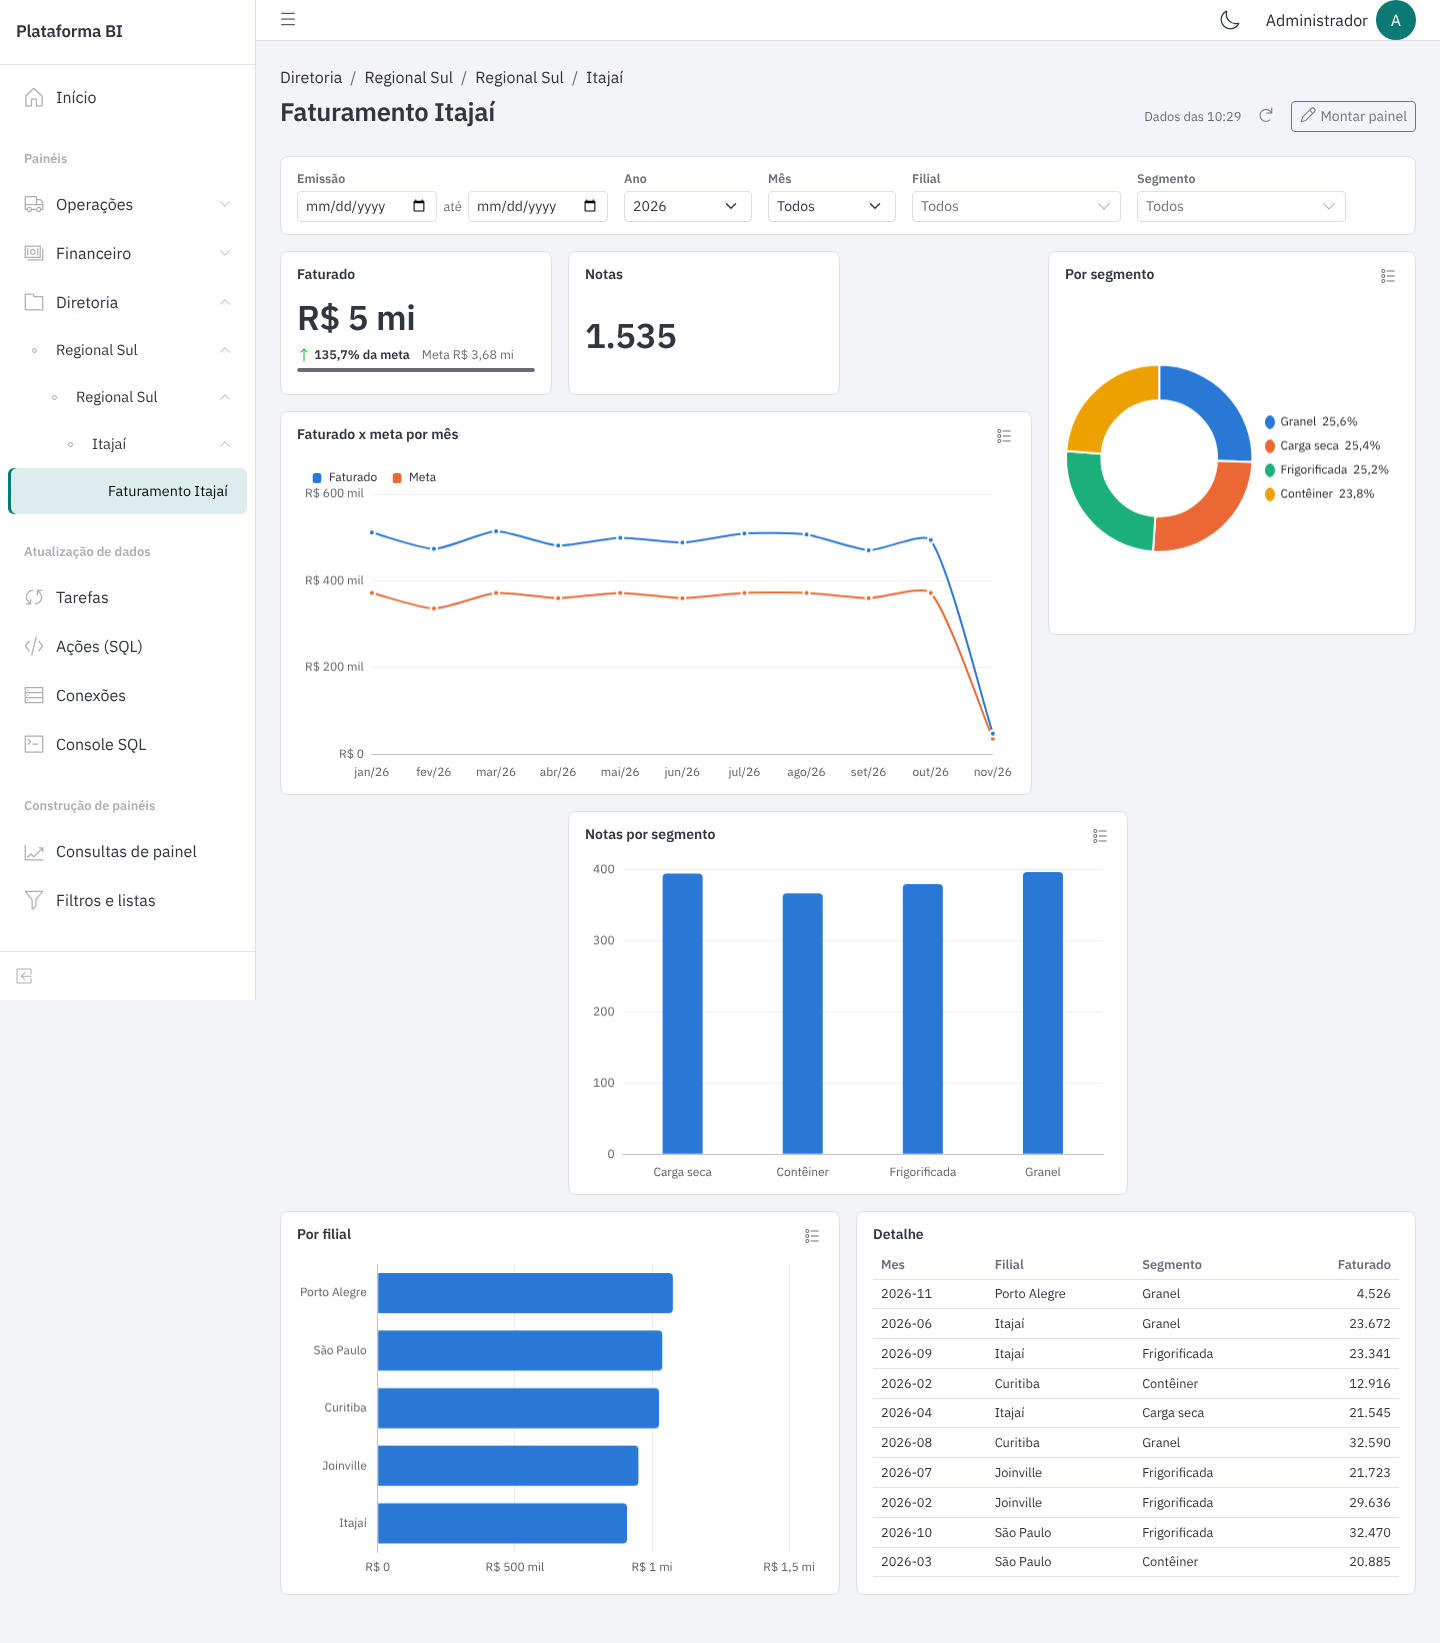 Plataforma BI
Administrador A
Início
Painéis
Operações
Financeiro
Diretoria
Regional Sul
Regional Sul
Itajaí
Faturamento Itajaí
Atualização de dados
Tarefas
Ações (SQL)
Conexões
Console SQL
Construção de painéis
Consultas de painel
Filtros e listas
Diretoria / Regional Sul / Regional Sul / Itajaí
Faturamento Itajaí
Dados das 10:29 Montar painel
Emissão Ano Mês Filial Segmento
mm/dd/yyyy até mm/dd/yyyy 2026 Todos Todos Todos
Faturado
R$ 5 mi
135,7% da meta Meta R$ 3,68 mi
Notas
1.535
Por segmento
Granel 25,6%
Carga seca 25,4%
Frigorificada 25,2%
Contêiner 23,8%
Faturado x meta por mês
Faturado Meta
R$ 600 mil
R$ 400 mil
R$ 200 mil
R$ 0
jan/26 fev/26 mar/26 abr/26 mai/26 jun/26 jul/26 ago/26 set/26 out/26 nov/26
Notas por segmento
400
300
200
100
0
Carga seca Contêiner Frigorificada Granel
Por filial
Porto Alegre
São Paulo
Curitiba
Joinville
Itajaí
R$ 0 R$ 500 mil R$ 1 mi R$ 1,5 mi
Detalhe
Mes Filial Segmento Faturado
2026-11 Porto Alegre Granel 4.526
2026-06 Itajaí Granel 23.672
2026-09 Itajaí Frigorificada 23.341
2026-02 Curitiba Contêiner 12.916
2026-04 Itajaí Carga seca 21.545
2026-08 Curitiba Granel 32.590
2026-07 Joinville Frigorificada 21.723
2026-02 Joinville Frigorificada 29.636
2026-10 São Paulo Frigorificada 32.470
2026-03 São Paulo Contêiner 20.885